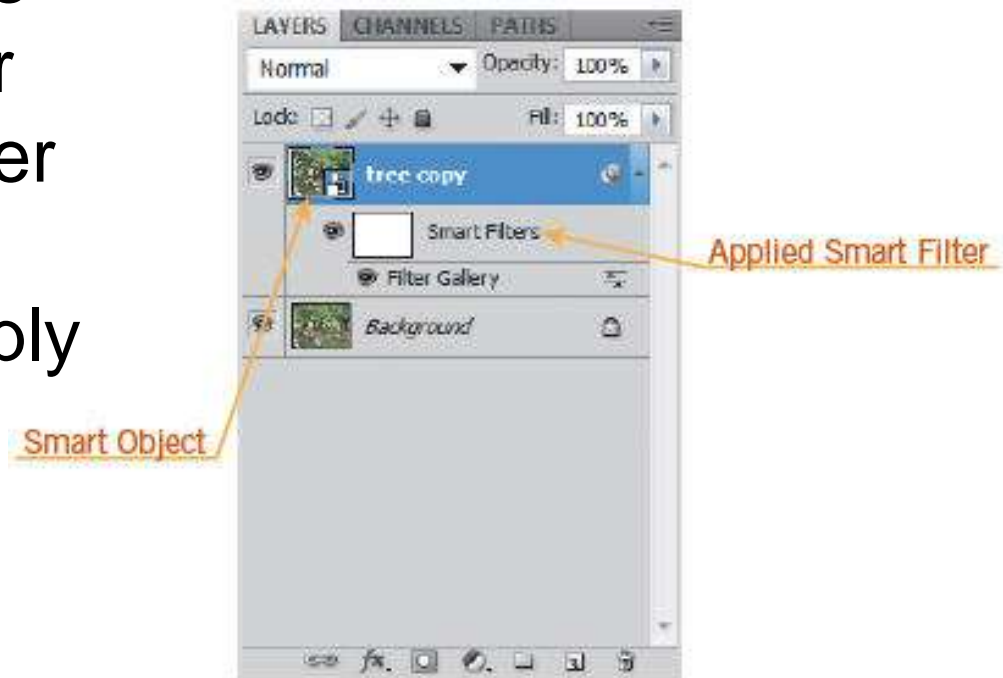 r
er
ply
LAYERS CHANNELS PATHS
Normal Opacity: 100%
Lock: Fill: 100%
tree copy
Smart Filters
Applied Smart Filter
Filter Gallery
Background
Smart Object
fx.